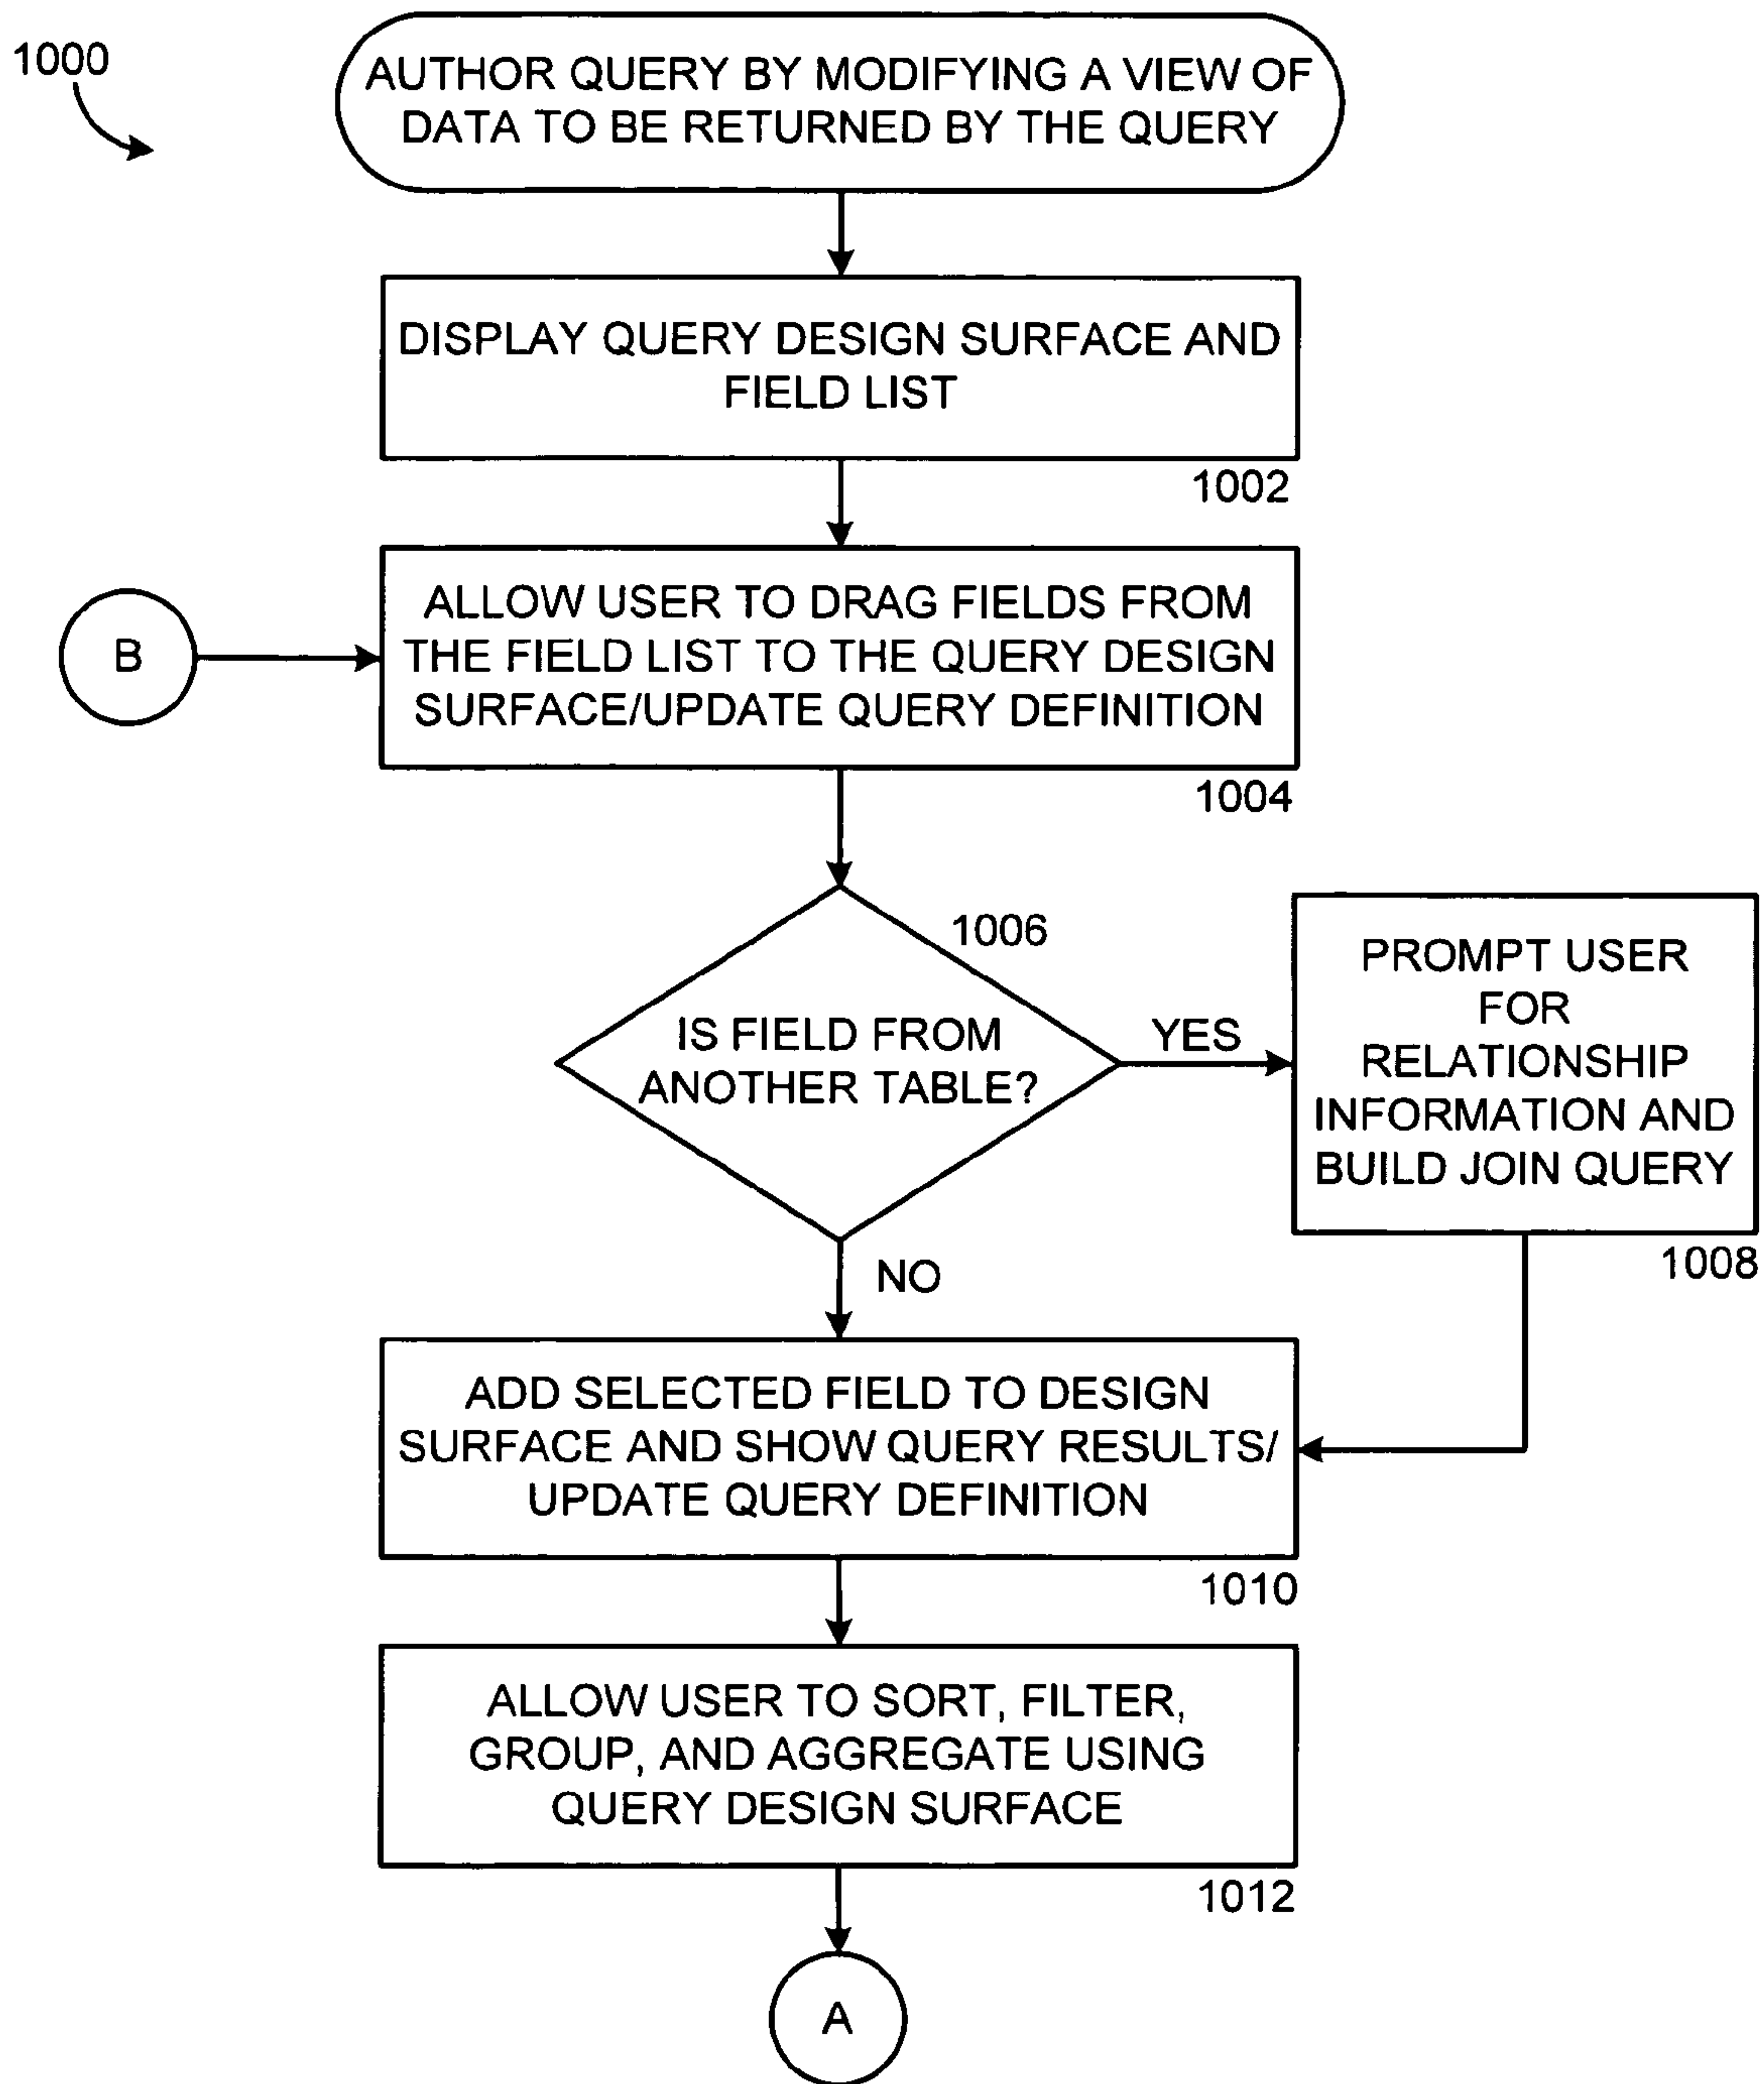 1000
AUTHOR QUERY BY MODIFYING A VIEW OF
DATA TO BE RETURNED BY THE QUERY
DISPLAY QUERY DESIGN SURFACE AND
FIELD LIST
1002
B
ALLOW USER TO DRAG FIELDS FROM
THE FIELD LIST TO THE QUERY DESIGN
SURFACE/UPDATE QUERY DEFINITION
1004
1006
IS FIELD FROM
ANOTHER TABLE?
YES
PROMPT USER
FOR
RELATIONSHIP
INFORMATION AND
BUILD JOIN QUERY
1008
NO
ADD SELECTED FIELD TO DESIGN
SURFACE AND SHOW QUERY RESULTS/
UPDATE QUERY DEFINITION
1010
ALLOW USER TO SORT, FILTER,
GROUP, AND AGGREGATE USING
QUERY DESIGN SURFACE
1012
A